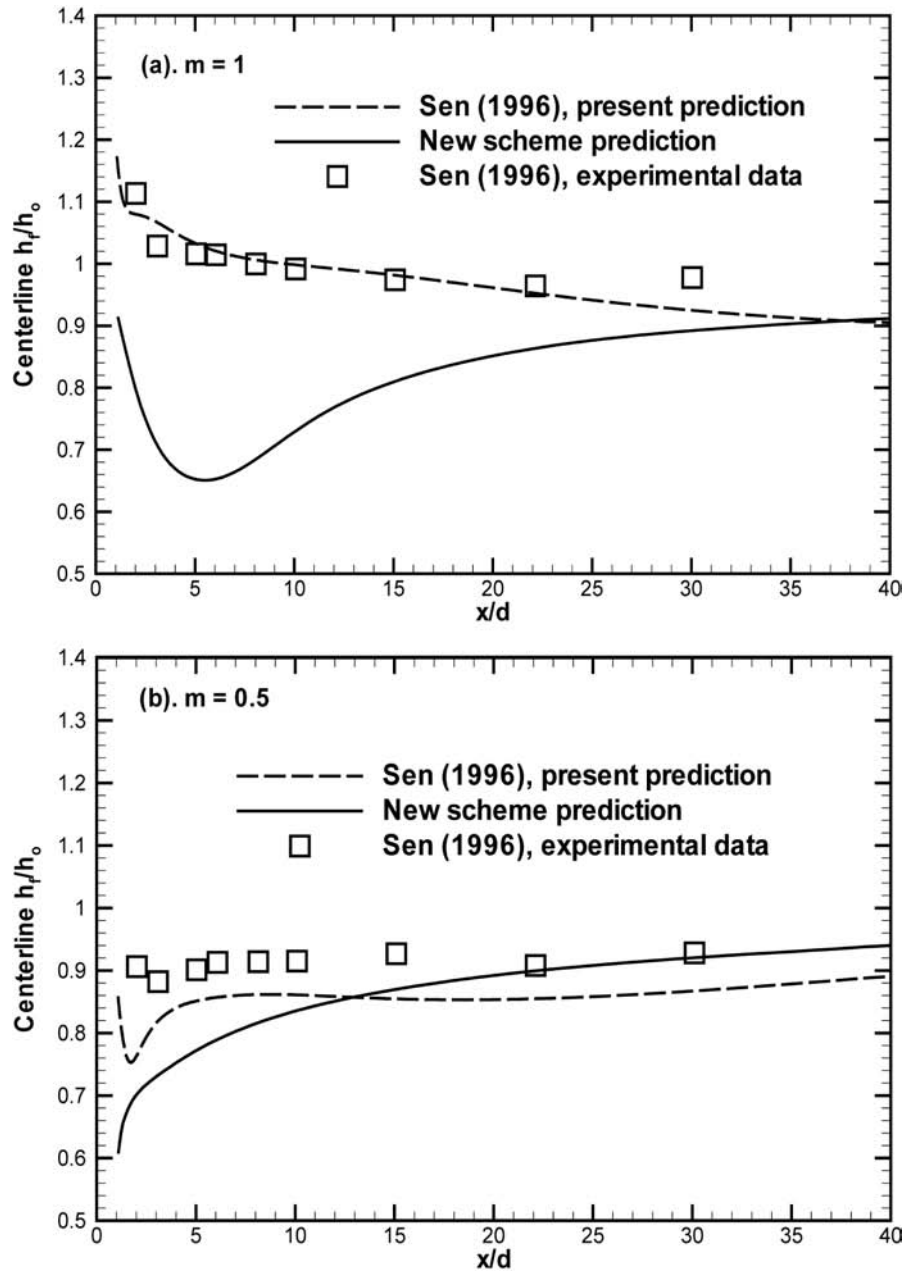 1.4
1.3
1.2
1.1
1
0.9
0.8
0.7
0.6
0.5
Centerline h_f/h_o
(a). m = 1
Sen (1996), present prediction
New scheme prediction
Sen (1996), experimental data
0 5 10 15 20 25 30 35 40
x/d
1.4
1.3
1.2
1.1
1
0.9
0.8
0.7
0.6
0.5
Centerline h_f/h_o
(b). m = 0.5
Sen (1996), present prediction
New scheme prediction
Sen (1996), experimental data
0 5 10 15 20 25 30 35 40
x/d